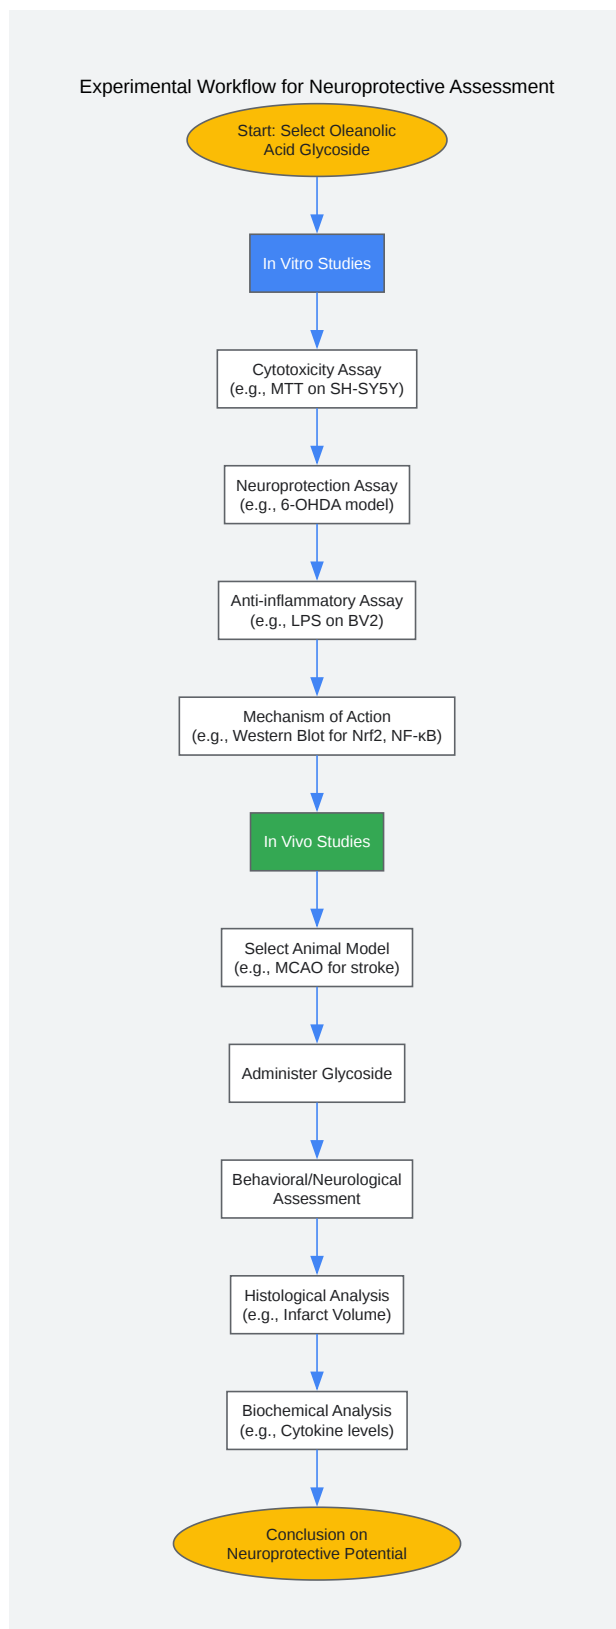 Experimental Workflow for Neuroprotective Assessment
Start: Select Oleanolic
Acid Glycoside
In Vitro Studies
Cytotoxicity Assay
(e.g., MTT on SH-SY5Y)
Neuroprotection Assay
(e.g., 6-OHDA model)
Anti-inflammatory Assay
(e.g., LPS on BV2)
Mechanism of Action
(e.g., Western Blot for Nrf2, NF-κB)
In Vivo Studies
Select Animal Model
(e.g., MCAO for stroke)
Administer Glycoside
Behavioral/Neurological
Assessment
Histological Analysis
(e.g., Infarct Volume)
Biochemical Analysis
(e.g., Cytokine levels)
Conclusion on
Neuroprotective Potential